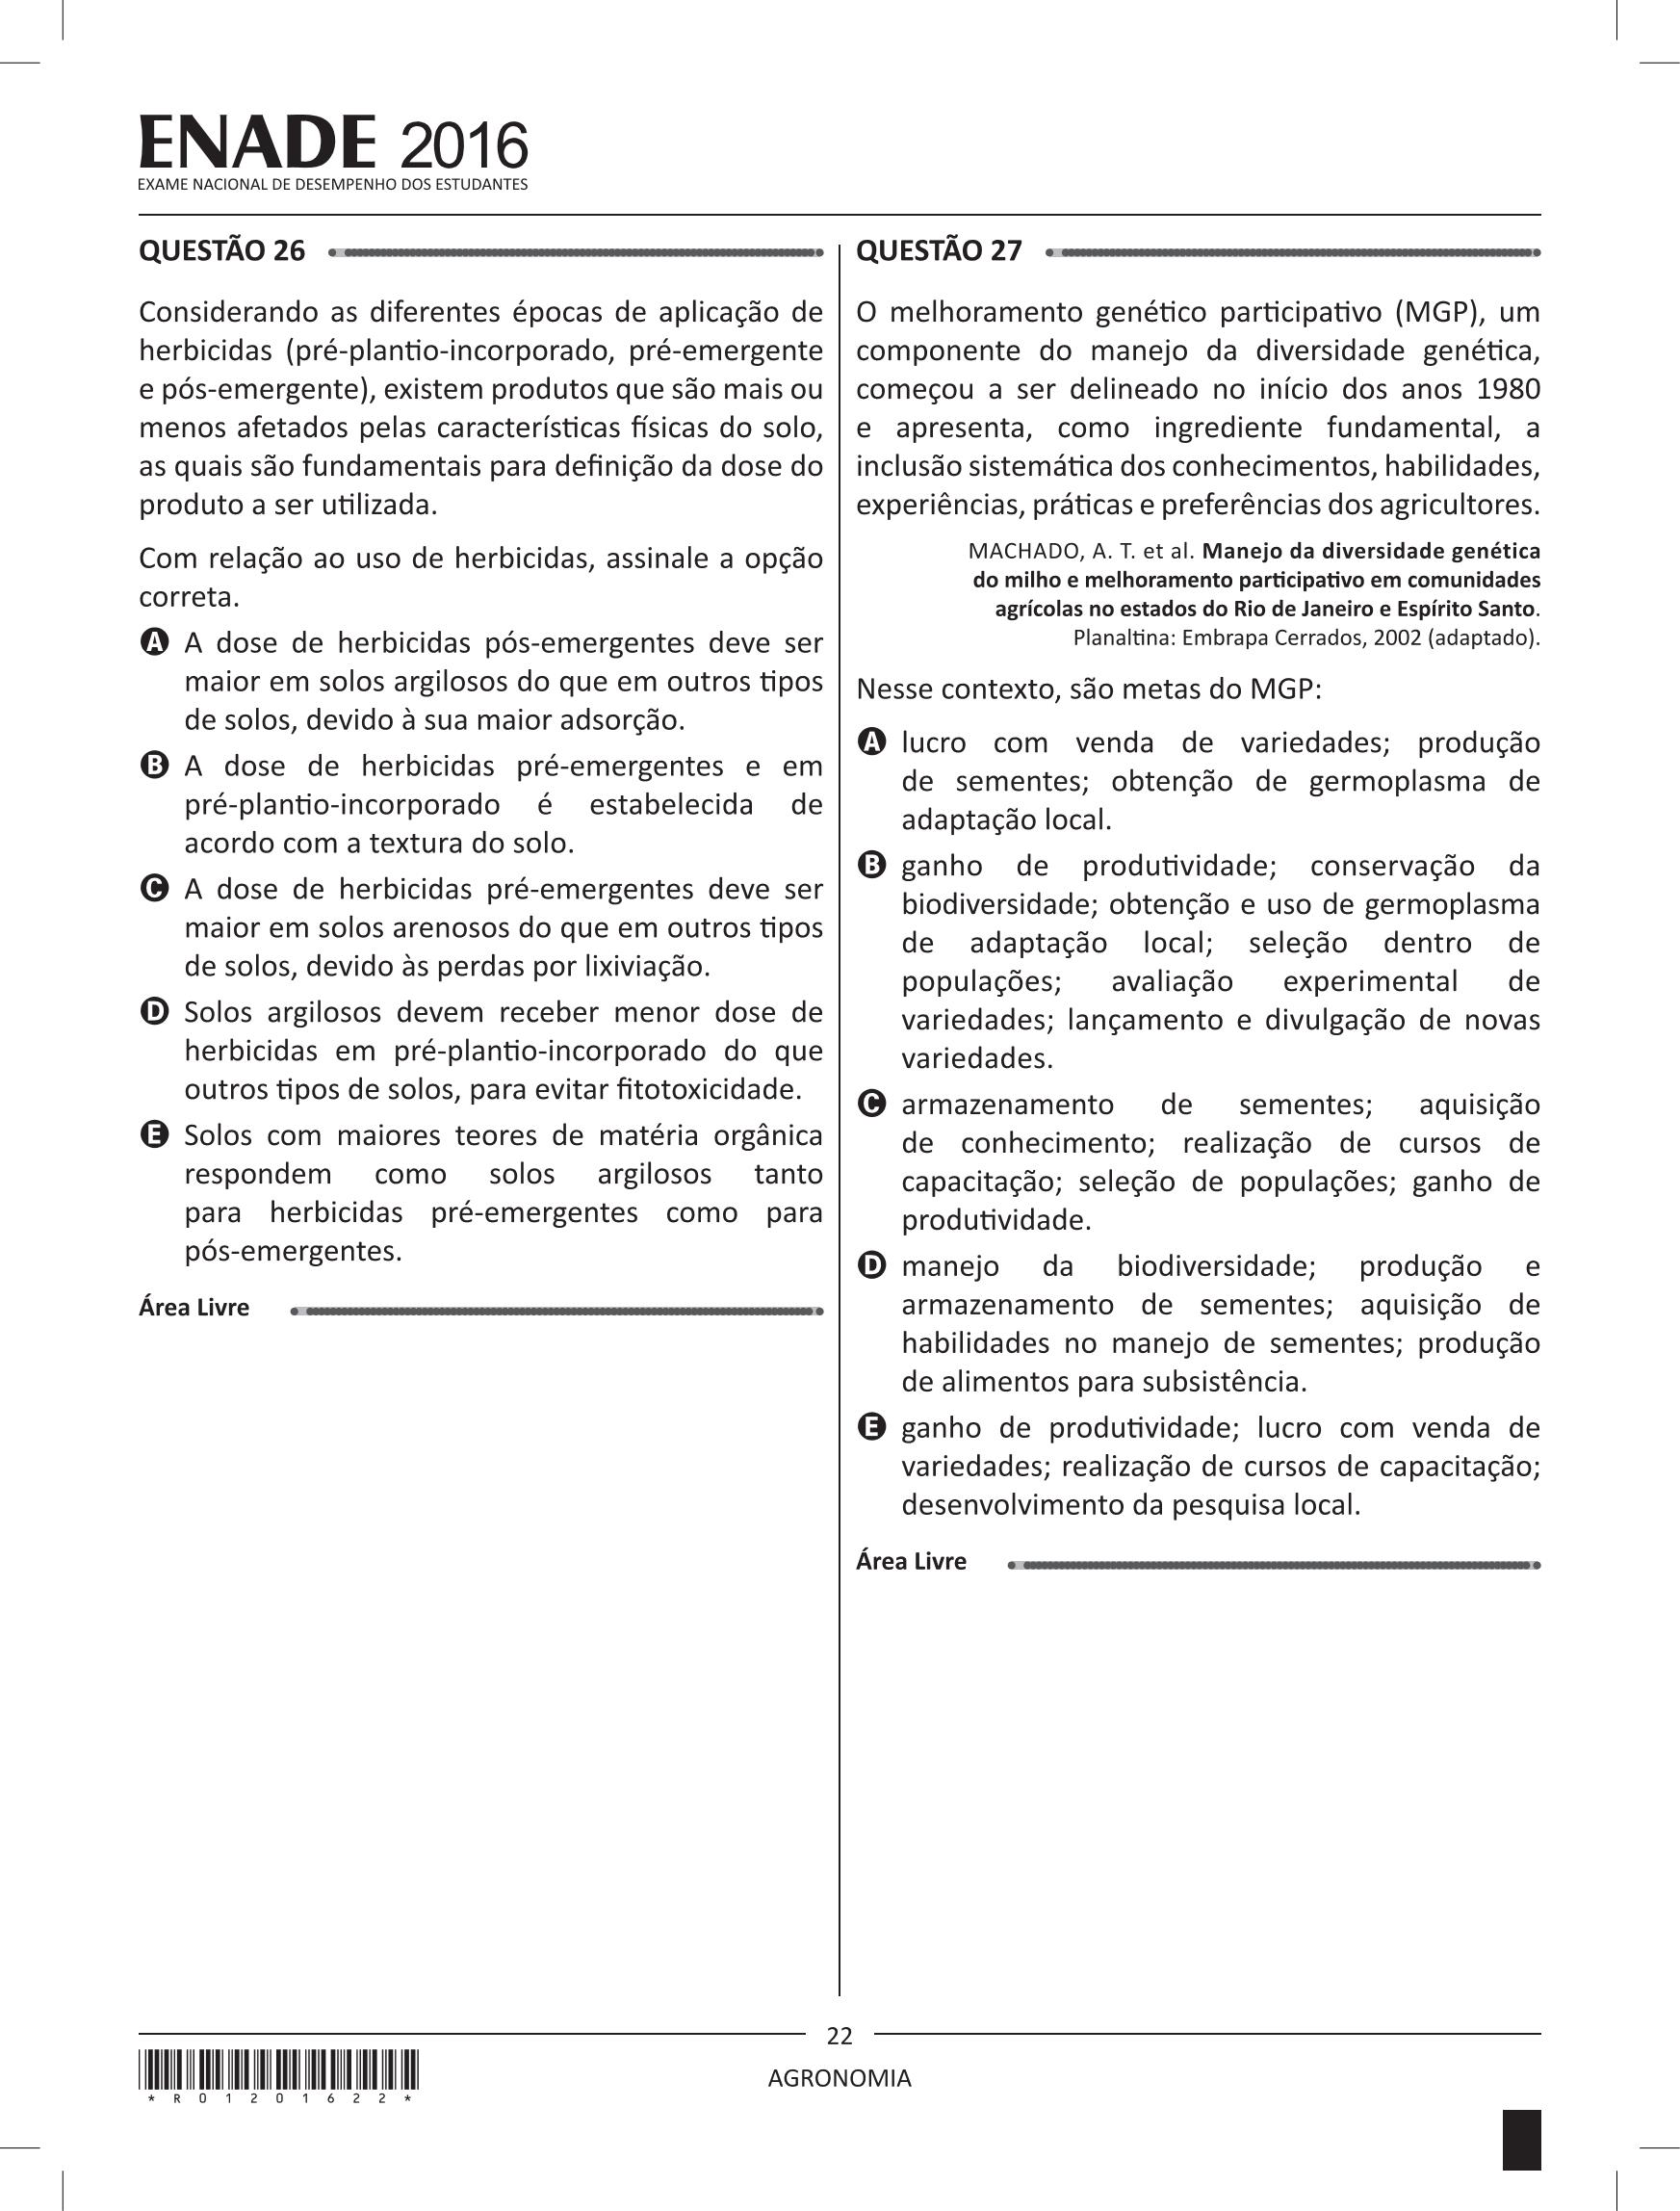 ENADE 2016
EXAME NACIONAL DE DESEMPENHO DOS ESTUDANTES
QUESTÃO 26
Considerando as diferentes épocas de aplicação de
herbicidas (pré-plantio-incorporado, pré-emergente
e pós-emergente), existem produtos que são mais ou
menos afetados pelas características físicas do solo,
as quais são fundamentais para definição da dose do
produto a ser utilizada.
Com relação ao uso de herbicidas, assinale a opção
correta.
A A dose de herbicidas pós-emergentes deve ser
maior em solos argilosos do que em outros tipos
de solos, devido à sua maior adsorção.
B A dose de herbicidas pré-emergentes e em
pré-plantio-incorporado é estabelecida de
acordo com a textura do solo.
C A dose de herbicidas pré-emergentes deve ser
maior em solos arenosos do que em outros tipos
de solos, devido às perdas por lixiviação.
D Solos argilosos devem receber menor dose de
herbicidas em pré-plantio-incorporado do que
outros tipos de solos, para evitar fitotoxicidade.
E Solos com maiores teores de matéria orgânica
respondem como solos argilosos tanto
para herbicidas pré-emergentes como para
pós-emergentes.
Área Livre
QUESTÃO 27
O melhoramento genético participativo (MGP), um
componente do manejo da diversidade genética,
começou a ser delineado no início dos anos 1980
e apresenta, como ingrediente fundamental, a
inclusão sistemática dos conhecimentos, habilidades,
experiências, práticas e preferências dos agricultores.
MACHADO, A. T. et al. Manejo da diversidade genética
do milho e melhoramento participativo em comunidades
agrícolas no estados do Rio de Janeiro e Espírito Santo.
Planaltina: Embrapa Cerrados, 2002 (adaptado).
Nesse contexto, são metas do MGP:
A lucro com venda de variedades; produção
de sementes; obtenção de germoplasma de
adaptação local.
B ganho de produtividade; conservação da
biodiversidade; obtenção e uso de germoplasma
de adaptação local; seleção dentro de
populações; avaliação experimental de
variedades; lançamento e divulgação de novas
variedades.
C armazenamento de sementes; aquisição
de conhecimento; realização de cursos de
capacitação; seleção de populações; ganho de
produtividade.
D manejo da biodiversidade; produção e
armazenamento de sementes; aquisição de
habilidades no manejo de sementes; produção
de alimentos para subsistência.
E ganho de produtividade; lucro com venda de
variedades; realização de cursos de capacitação;
desenvolvimento da pesquisa local.
Área Livre
22
AGRONOMIA
* R 0 1 2 0 1 6 2 2 *